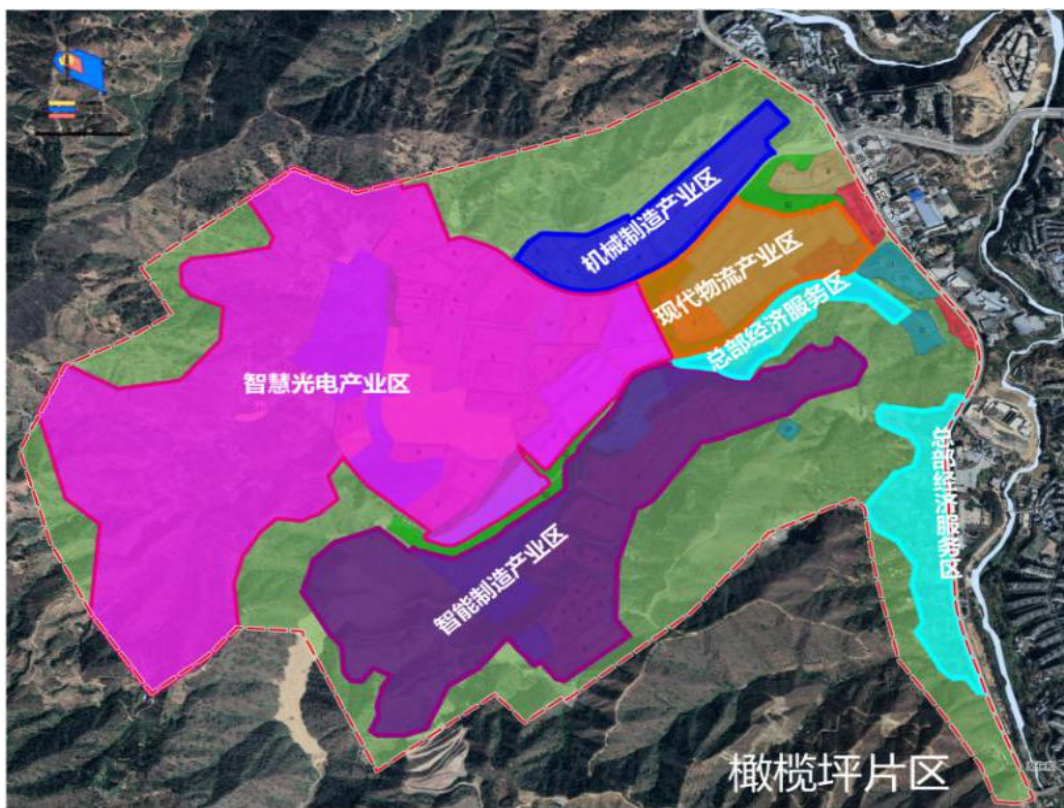 机械制造产业区
现代物流产业区
总部经济服务区
智慧光电产业区
总部经济服务区
智能制造产业区
橄榄坪片区